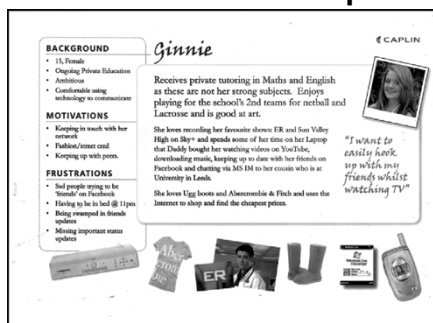 Ginnie
CAPLIN
BACKGROUND
• 15, Female
• Ongoing Private Education
• Ambitious
• Comfortable using
technology to communicate
MOTIVATIONS
• Keeping in touch with her
network
• Fashion/street cred
• Keeping up with peers.
FRUSTRATIONS
• Sad people trying to be
'friends' on Facebook
• Having to be in bed @ 11pm
• Being swamped in friends
updates
• Missing important status
updates
Receives private tutoring in Maths and English
as these are not her strong subjects. Enjoys
playing for the school's 2nd teams for netball and
Lacrosse and is good at art.
She loves recording her favourite shows: ER and Sun Valley
High on Sky+ and spends some of her time on her Laptop
that Daddy bought her watching videos on YouTube,
downloading music, keeping up to date with her friends on
Facebook and chatting via MS IM to her cousin who is at
University in Leeds.
She loves Ugg boots and Abercrombie & Fitch and uses the
Internet to shop and find the cheapest prices.
"I want to
easily hook
up with my
friends whilst
watching TV"
Aber
crom
bie
ER